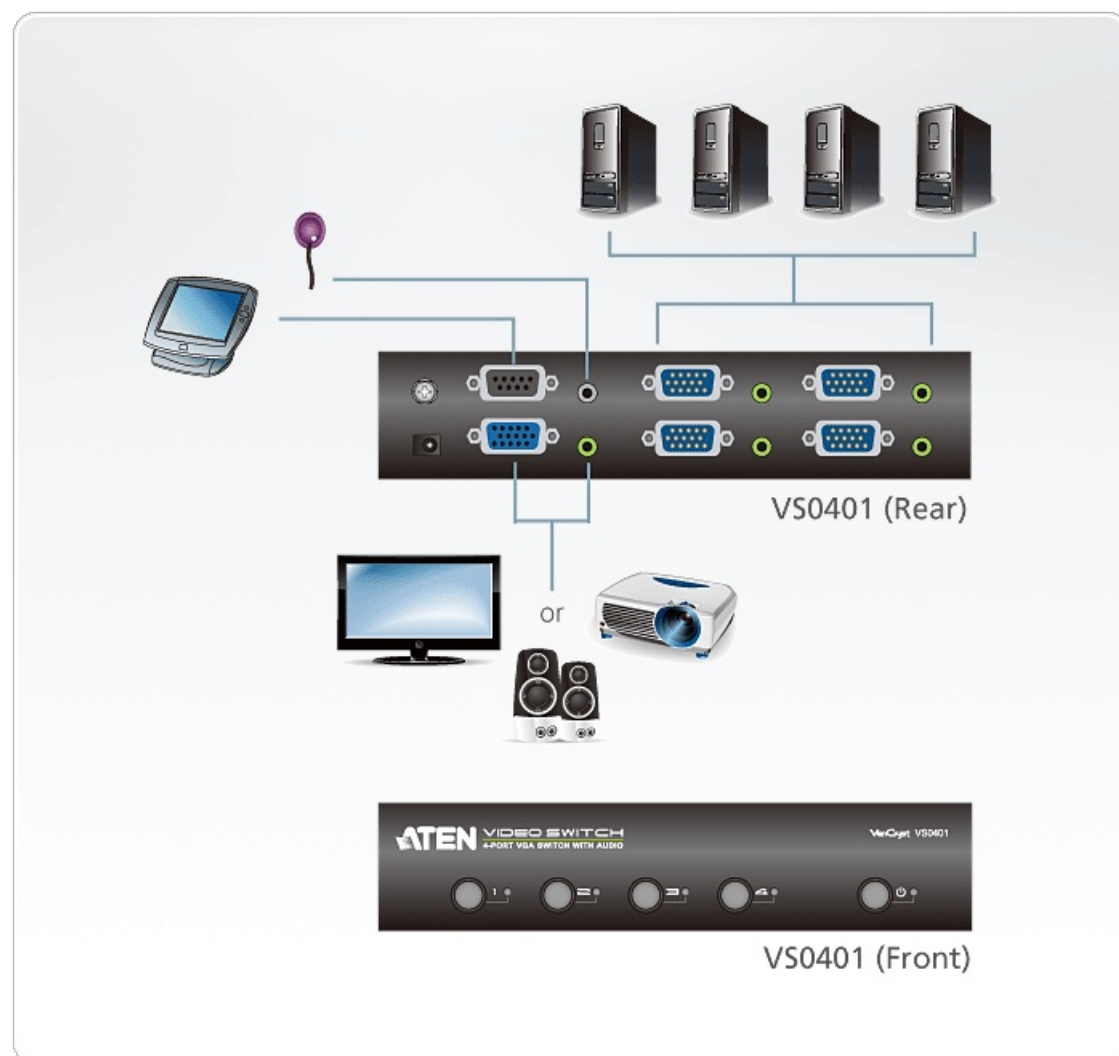 VS0401 (Rear)
or
ATEN VIDEO SWITCH
4-PORT VGA SWITCH WITH AUDIO
VanCryst VS0401
1 2 3 4
VS0401 (Front)